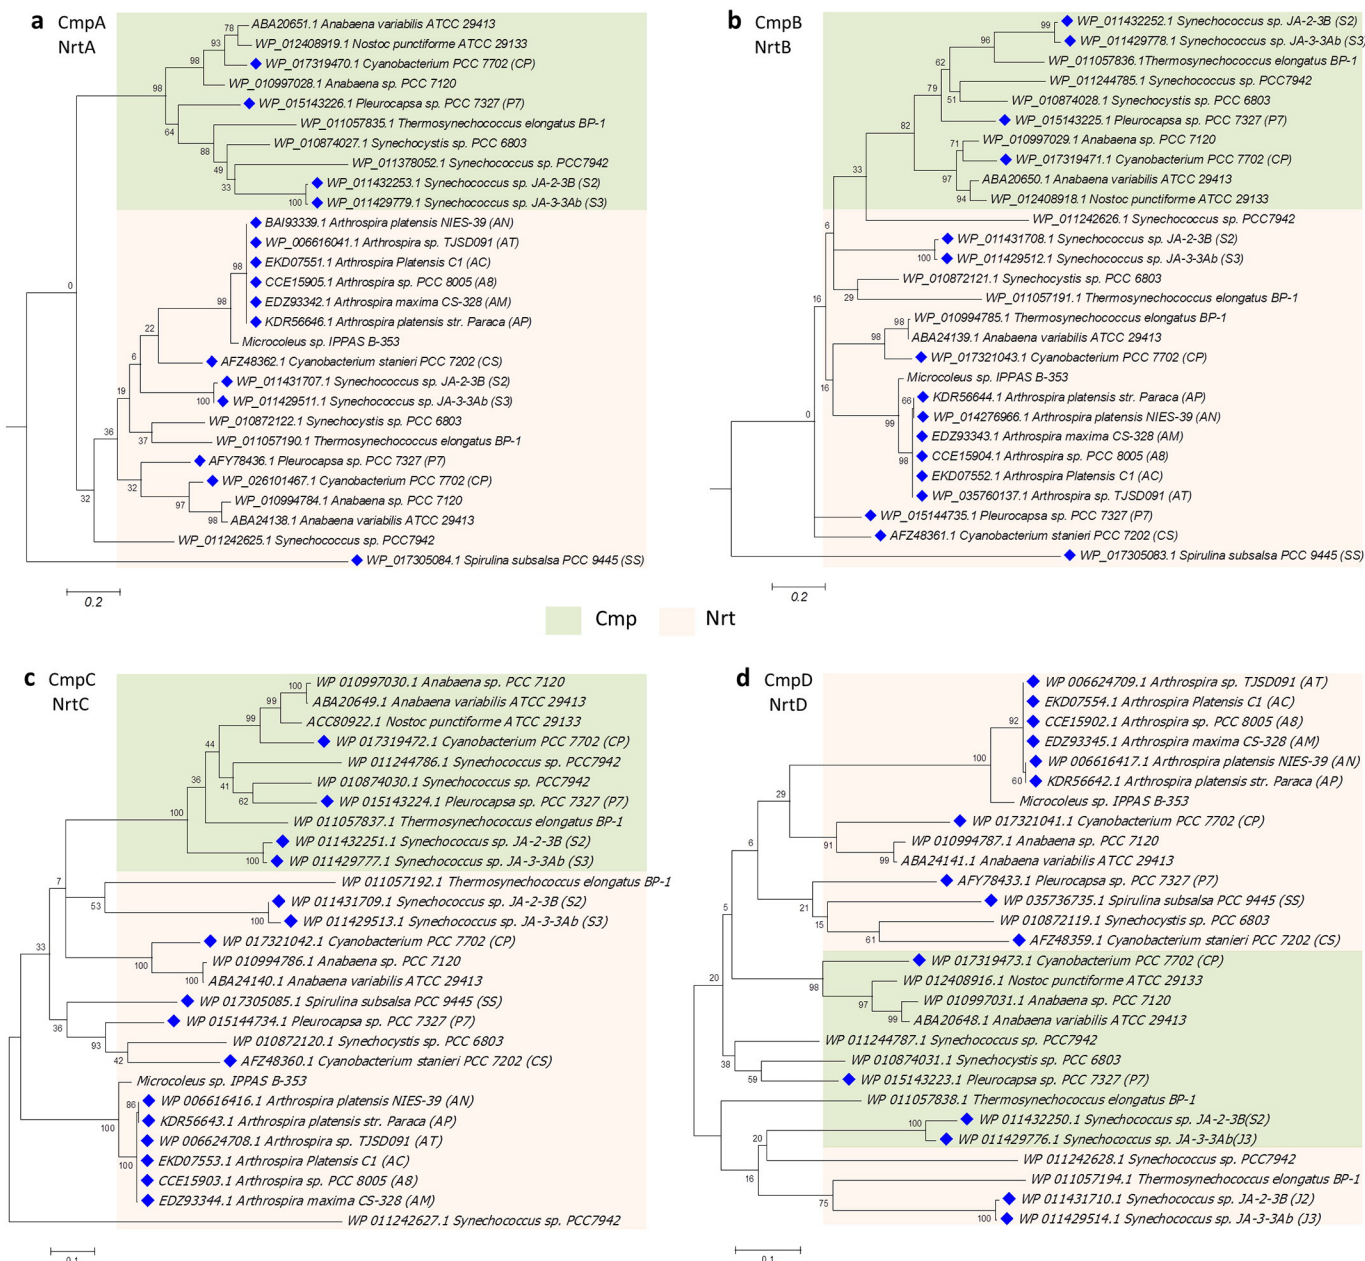 a CmpA
NrtA
78
ABA20651.1 Anabaena variabilis ATCC 29413
93
WP_012408919.1 Nostoc punctiforme ATCC 29133
98
WP_017319470.1 Cyanobacterium PCC 7702 (CP)
98
WP_010997028.1 Anabaena sp. PCC 7120
WP_015143226.1 Pleurocapsa sp. PCC 7327 (P7)
64
WP_011057835.1 Thermosynechococcus elongatus BP-1
88
WP_010874027.1 Synechocystis sp. PCC 6803
49
WP_011378052.1 Synechococcus sp. PCC7942
33
WP_011432253.1 Synechococcus sp. JA-2-3B (S2)
100
WP_011429779.1 Synechococcus sp. JA-3-3Ab (S3)
BAI93339.1 Arthrospira platensis NIES-39 (AN)
WP_006616041.1 Arthrospira sp. TJSD091 (AT)
98
EKD07551.1 Arthrospira Platensis C1 (AC)
CCE15905.1 Arthrospira sp. PCC 8005 (A8)
0
98
EDZ93342.1 Arthrospira maxima CS-328 (AM)
KDR56646.1 Arthrospira platensis str. Paraca (AP)
22
Microcoleus sp. IPPAS B-353
6
AFZ48362.1 Cyanobacterium stanieri PCC 7202 (CS)
WP_011431707.1 Synechococcus sp. JA-2-3B (S2)
19
100
WP_011429511.1 Synechococcus sp. JA-3-3Ab (S3)
WP_010872122.1 Synechocystis sp. PCC 6803
36
37
WP_011057190.1 Thermosynechococcus elongatus BP-1
AFY78436.1 Pleurocapsa sp. PCC 7327 (P7)
32
WP_026101467.1 Cyanobacterium PCC 7702 (CP)
32
97
WP_010994784.1 Anabaena sp. PCC 7120
98
ABA24138.1 Anabaena variabilis ATCC 29413
WP_011242625.1 Synechococcus sp. PCC7942
WP_017305084.1 Spirulina subsalsa PCC 9445 (SS)
0.2
b CmpB
NrtB
99
WP_011432252.1 Synechococcus sp. JA-2-3B (S2)
96
WP_011429778.1 Synechococcus sp. JA-3-3Ab (S3)
62
WP_011057836.1 Thermosynechococcus elongatus BP-1
79
WP_011244785.1 Synechococcus sp. PCC7942
51
WP_010874028.1 Synechocystis sp. PCC 6803
82
WP_015143225.1 Pleurocapsa sp. PCC 7327 (P7)
71
WP_010997029.1 Anabaena sp. PCC 7120
33
WP_017319471.1 Cyanobacterium PCC 7702 (CP)
97
ABA20650.1 Anabaena variabilis ATCC 29413
94
WP_012408918.1 Nostoc punctiforme ATCC 29133
WP_011242626.1 Synechococcus sp. PCC7942
6
WP_011431708.1 Synechococcus sp. JA-2-3B (S2)
100
WP_011429512.1 Synechococcus sp. JA-3-3Ab (S3)
WP_010872121.1 Synechocystis sp. PCC 6803
16
29
WP_011057191.1 Thermosynechococcus elongatus BP-1
98
WP_010994785.1 Thermosynechococcus elongatus BP-1
98
ABA24139.1 Anabaena variabilis ATCC 29413
WP_017321043.1 Cyanobacterium PCC 7702 (CP)
16
Microcoleus sp. IPPAS B-353
66
KDR56644.1 Arthrospira platensis str. Paraca (AP)
0
99
WP_014276966.1 Arthrospira platensis NIES-39 (AN)
EDZ93343.1 Arthrospira maxima CS-328 (AM)
98
CCE15904.1 Arthrospira sp. PCC 8005 (A8)
EKD07552.1 Arthrospira Platensis C1 (AC)
WP_035760137.1 Arthrospira sp. TJSD091 (AT)
WP_015144735.1 Pleurocapsa sp. PCC 7327 (P7)
AFZ48361.1 Cyanobacterium stanieri PCC 7202 (CS)
WP_017305083.1 Spirulina subsalsa PCC 9445 (SS)
0.2
Cmp Nrt
c CmpC
NrtC
100
WP 010997030.1 Anabaena sp. PCC 7120
99
ABA20649.1 Anabaena variabilis ATCC 29413
99
ACC80922.1 Nostoc punctiforme ATCC 29133
44
WP 017319472.1 Cyanobacterium PCC 7702 (CP)
WP 011244786.1 Synechococcus sp. PCC7942
36
41
WP 010874030.1 Synechococcus sp. PCC7942
62
WP 015143224.1 Pleurocapsa sp. PCC 7327 (P7)
100
WP 011057837.1 Thermosynechococcus elongatus BP-1
WP 011432251.1 Synechococcus sp. JA-2-3B (S2)
100
WP 011429777.1 Synechococcus sp. JA-3-3Ab (S3)
7
WP 011057192.1 Thermosynechococcus elongatus BP-1
53
WP 011431709.1 Synechococcus sp. JA-2-3B (S2)
100
WP 011429513.1 Synechococcus sp. JA-3-3Ab (S3)
33
WP 017321042.1 Cyanobacterium PCC 7702 (CP)
100
WP 010994786.1 Anabaena sp. PCC 7120
100
ABA24140.1 Anabaena variabilis ATCC 29413
WP 017305085.1 Spirulina subsalsa PCC 9445 (SS)
36
WP 015144734.1 Pleurocapsa sp. PCC 7327 (P7)
93
WP 010872120.1 Synechocystis sp. PCC 6803
42
AFZ48360.1 Cyanobacterium stanieri PCC 7202 (CS)
Microcoleus sp. IPPAS B-353
86
WP 006616416.1 Arthrospira platensis NIES-39 (AN)
KDR56643.1 Arthrospira platensis str. Paraca (AP)
100
WP 006624708.1 Arthrospira sp. TJSD091 (AT)
100
EKD07553.1 Arthrospira Platensis C1 (AC)
CCE15903.1 Arthrospira sp. PCC 8005 (A8)
EDZ93344.1 Arthrospira maxima CS-328 (AM)
WP 011242627.1 Synechococcus sp. PCC7942
0.1
d CmpD
NrtD
WP 006624709.1 Arthrospira sp. TJSD091 (AT)
EKD07554.1 Arthrospira Platensis C1 (AC)
92
CCE15902.1 Arthrospira sp. PCC 8005 (A8)
EDZ93345.1 Arthrospira maxima CS-328 (AM)
100
WP 006616417.1 Arthrospira platensis NIES-39 (AN)
60
KDR56642.1 Arthrospira platensis str. Paraca (AP)
29
Microcoleus sp. IPPAS B-353
WP 017321041.1 Cyanobacterium PCC 7702 (CP)
91
WP 010994787.1 Anabaena sp. PCC 7120
6
99
ABA24141.1 Anabaena variabilis ATCC 29413
AFY78433.1 Pleurocapsa sp. PCC 7327 (P7)
21
WP 035736735.1 Spirulina subsalsa PCC 9445 (SS)
5
15
WP 010872119.1 Synechocystis sp. PCC 6803
61
AFZ48359.1 Cyanobacterium stanieri PCC 7202 (CS)
WP 017319473.1 Cyanobacterium PCC 7702 (CP)
20
98
WP 012408916.1 Nostoc punctiforme ATCC 29133
97
WP 010997031.1 Anabaena sp. PCC 7120
99
ABA20648.1 Anabaena variabilis ATCC 29413
WP 011244787.1 Synechococcus sp. PCC7942
38
WP 010874031.1 Synechocystis sp. PCC 6803
59
WP 015143223.1 Pleurocapsa sp. PCC 7327 (P7)
WP 011057838.1 Thermosynechococcus elongatus BP-1
100
WP 011432250.1 Synechococcus sp. JA-2-3B(S2)
20
WP 011429776.1 Synechococcus sp. JA-3-3Ab(J3)
WP 011242628.1 Synechococcus sp. PCC7942
16
WP 011057194.1 Thermosynechococcus elongatus BP-1
75
WP 011431710.1 Synechococcus sp. JA-2-3B (J2)
100
WP 011429514.1 Synechococcus sp. JA-3-3Ab (J3)
0.1